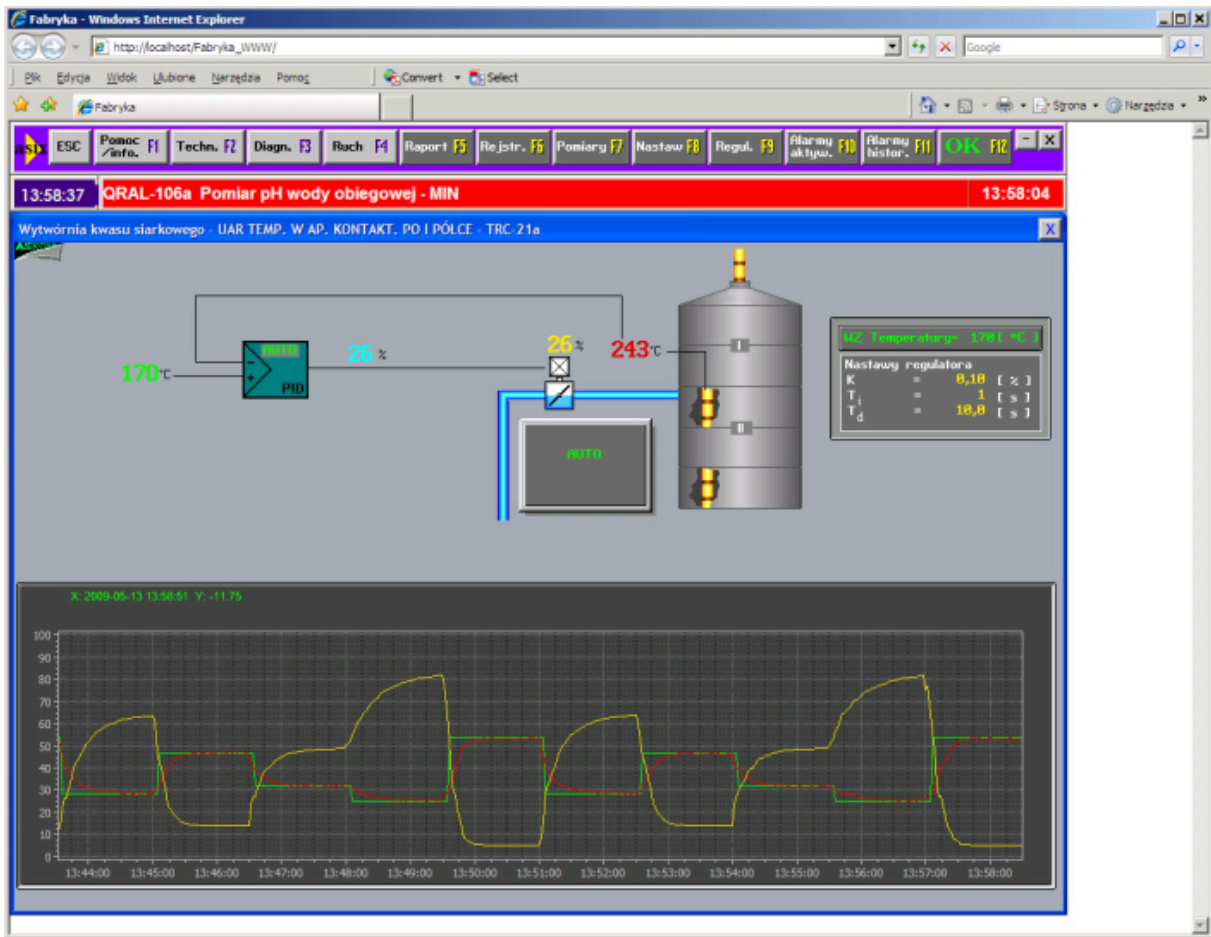 Fabryka - Windows Internet Explorer
http://localhost/Fabryka_WWW/
Google
Plik Edycja Widok Ulubione Narzędzia Pomoc Convert Select
Fabryka
Strona Narzędzia
asix ESC Pomoc /info. F1 Techn. F2 Diagn. F3 Ruch F4 Raport F5 Rejstr. F6 Pomiary F7 Nastaw F8 Regul. F9 Alarmy aktyw. F10 Alarmy histor. F11 OK F12
13:58:37 QRAL-106a Pomiar pH wody obiegowej - MIN 13:58:04
Wytwórnia kwasu siarkowego - UAR TEMP. W AP. KONTAKT. PO I PÓŁCE - TRC-21a
WZ Temperatury= 170[ °C ]
AUTO
26 %
26 %
243°C
I
170°C
PID
Nastawy regulatora
K = 0,10 [ % ]
Ti = 1 [ s ]
Td = 10,0 [ s ]
II
AUTO
X: 2009-05-13 13:58:51 Y: -11.75
100
90
80
70
60
50
40
30
20
10
0
13:44:00 13:45:00 13:46:00 13:47:00 13:48:00 13:49:00 13:50:00 13:51:00 13:52:00 13:53:00 13:54:00 13:55:00 13:56:00 13:57:00 13:58:00